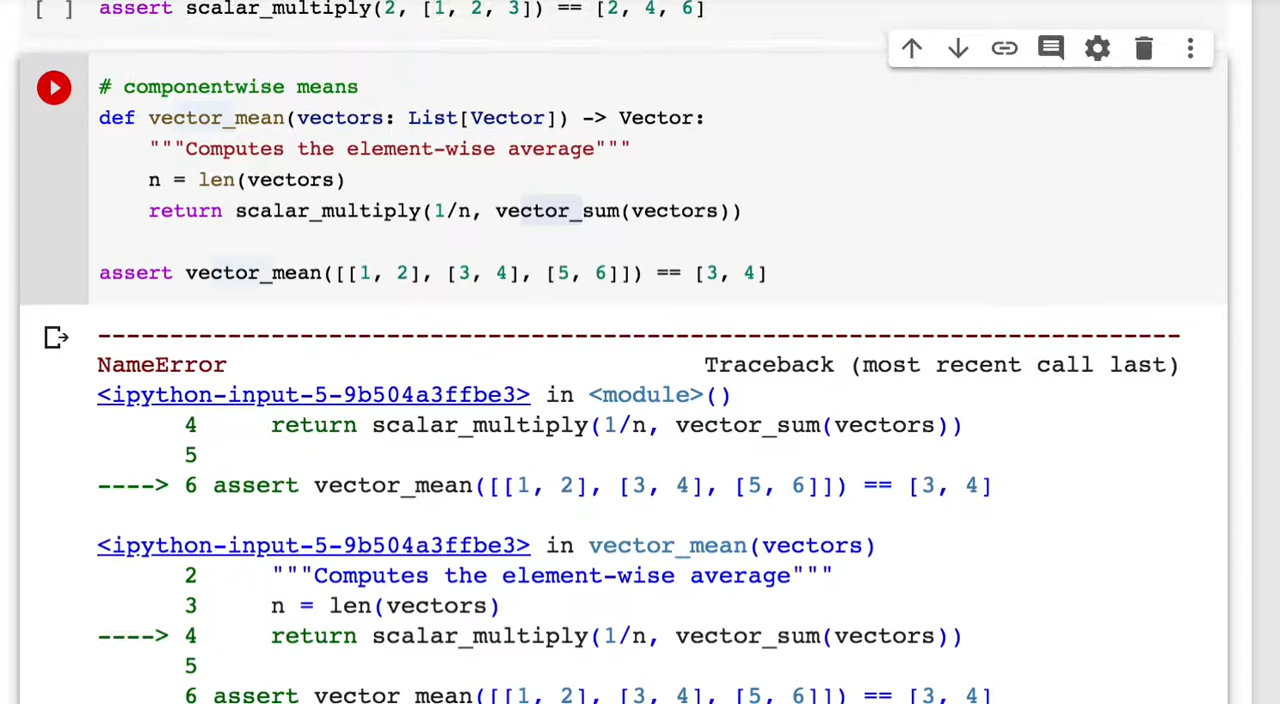 [ ] assert scalar_multiply(2, [1, 2, 3]) == [2, 4, 6]
# componentwise means
def vector_mean(vectors: List[Vector]) -> Vector:
    """Computes the element-wise average"""
    n = len(vectors)
    return scalar_multiply(1/n, vector_sum(vectors))
assert vector_mean([[1, 2], [3, 4], [5, 6]]) == [3, 4]
---------------------------------------------------------------------------
NameError                                 Traceback (most recent call last)
<ipython-input-5-9b504a3ffbe3> in <module>()
      4     return scalar_multiply(1/n, vector_sum(vectors))
      5
----> 6 assert vector_mean([[1, 2], [3, 4], [5, 6]]) == [3, 4]
<ipython-input-5-9b504a3ffbe3> in vector_mean(vectors)
      2     """Computes the element-wise average"""
      3     n = len(vectors)
----> 4     return scalar_multiply(1/n, vector_sum(vectors))
      5
      6 assert vector_mean([[1, 2], [3, 4], [5, 6]]) == [3, 4]